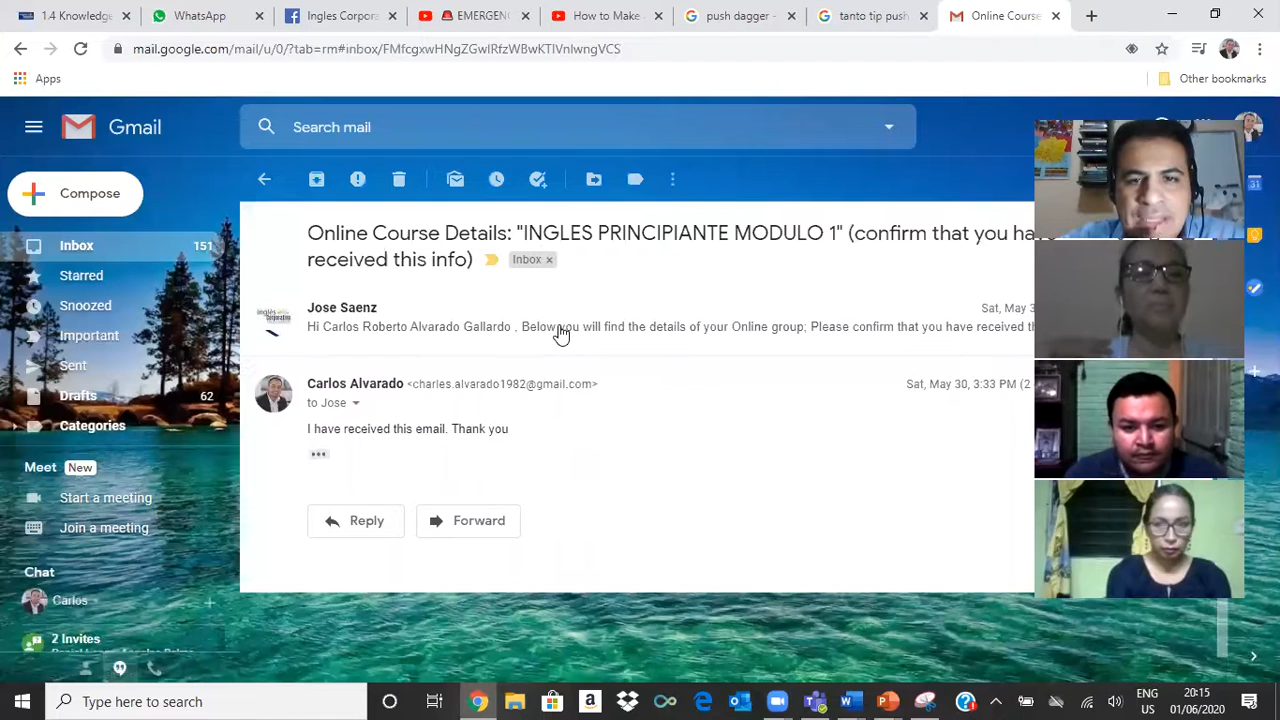 1.4 Knowledge
WhatsApp
Ingles Corpora
EMERGENC
How to Make
push dagger -
tanto tip push
Online Course
mail.google.com/mail/u/0/?tab=rm#inbox/FMfcgxwHNgZGwlRfzWBwKTlVnlwngVCS
Apps
Other bookmarks
Gmail
Search mail
Compose
Online Course Details: "INGLES PRINCIPIANTE MODULO 1" (confirm that you have
received this info)
Inbox
Inbox 151
Starred
Snoozed
Important
Sent
Drafts 62
Categories
Meet New
Start a meeting
Join a meeting
Chat
Carlos
2 Invites
Jose Saenz
Sat, May 3
Hi Carlos Roberto Alvarado Gallardo . Below you will find the details of your Online group; Please confirm that you have received th
Carlos Alvarado <charles.alvarado1982@gmail.com>
Sat, May 30, 3:33 PM (2
to Jose
I have received this email. Thank you
Reply
Forward
Type here to search
ENG
US
20:15
01/06/2020